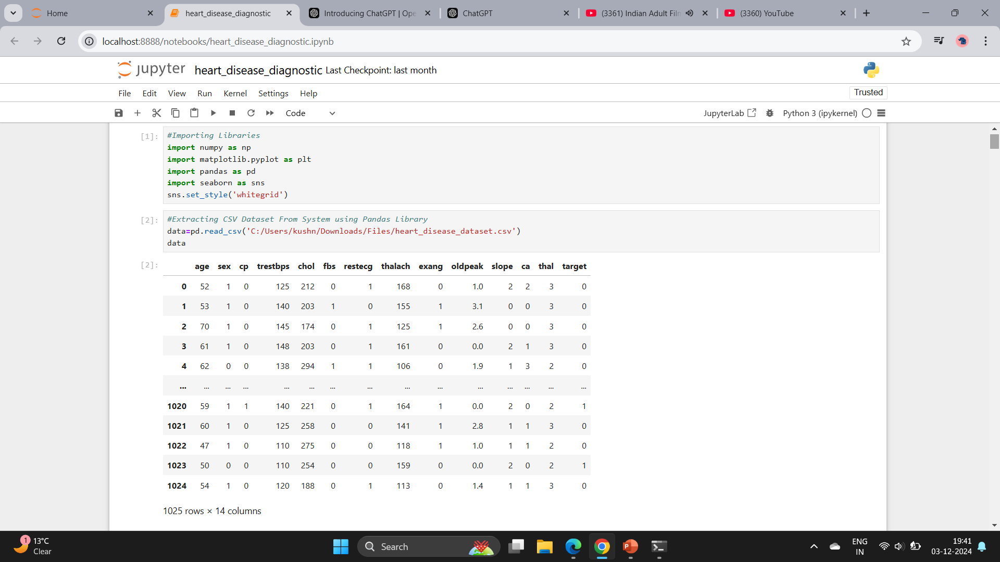 Home
heart_disease_diagnostic
Introducing ChatGPT | Ope
ChatGPT
(3361) Indian Adult Film
(3360) YouTube
localhost:8888/notebooks/heart_disease_diagnostic.ipynb
jupyter heart_disease_diagnostic Last Checkpoint: last month
File Edit View Run Kernel Settings Help Trusted
Code JupyterLab Python 3 (ipykernel)
[1]: #Importing Libraries
import numpy as np
import matplotlib.pyplot as plt
import pandas as pd
import seaborn as sns
sns.set_style('whitegrid')
[2]: #Extracting CSV Dataset From System using Pandas Library
data=pd.read_csv('C:/Users/kushn/Downloads/Files/heart_disease_dataset.csv')
data
[2]: age sex cp trestbps chol fbs restecg thalach exang oldpeak slope ca thal target
0 52 1 0 125 212 0 1 168 0 1.0 2 2 3 0
1 53 1 0 140 203 1 0 155 1 3.1 0 0 3 0
2 70 1 0 145 174 0 1 125 1 2.6 0 0 3 0
3 61 1 0 148 203 0 1 161 0 0.0 2 1 3 0
4 62 0 0 138 294 1 1 106 0 1.9 1 3 2 0
... ... ... ... ... ... ... ... ... ... ... ... ... ... ...
1020 59 1 1 140 221 0 1 164 1 0.0 2 0 2 1
1021 60 1 0 125 258 0 0 141 1 2.8 1 1 3 0
1022 47 1 0 110 275 0 0 118 1 1.0 1 1 2 0
1023 50 0 0 110 254 0 0 159 0 0.0 2 0 2 1
1024 54 1 0 120 188 0 1 113 0 1.4 1 1 3 0
1025 rows × 14 columns
1
13°C
Clear
Search
P
ENG
IN
19:41
03-12-2024